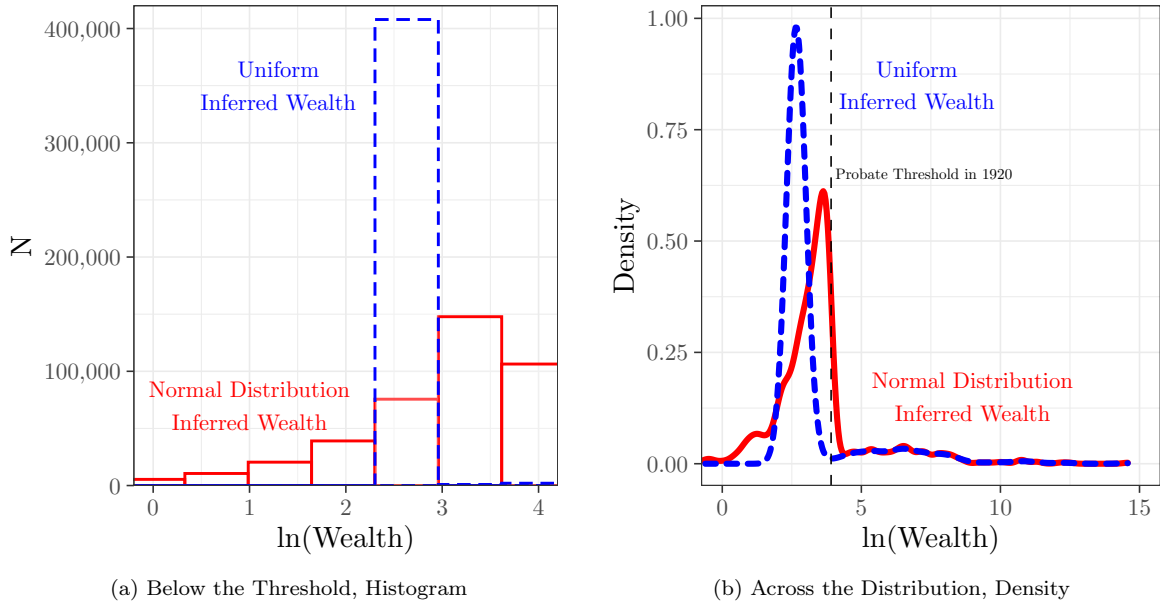 400,000
300,000
200,000
100,000
0
N
Uniform
Inferred Wealth
Normal Distribution
Inferred Wealth
0
1
2
3
4
ln(Wealth)
(a) Below the Threshold, Histogram
1.00
0.75
0.50
0.25
0.00
Density
Uniform
Inferred Wealth
Probate Threshold in 1920
Normal Distribution
Inferred Wealth
0
5
10
15
ln(Wealth)
(b) Across the Distribution, Density